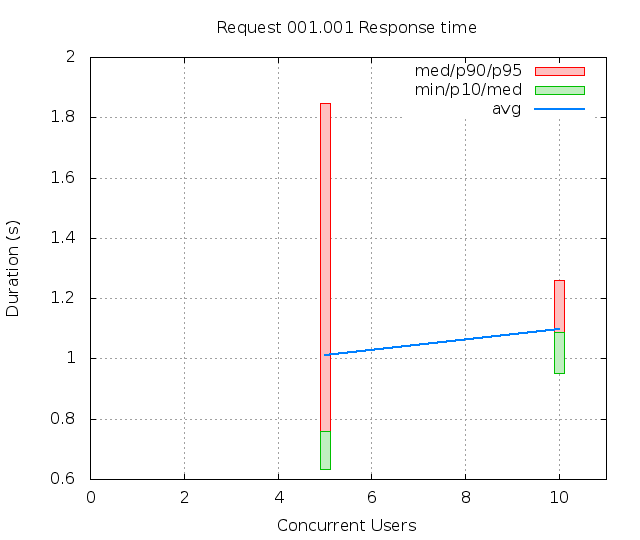 Request 001.001 Response time
med/p90/p95
min/p10/med
avg
2
1.8
1.6
1.4
1.2
1
0.8
0.6
Duration (s)
0 2 4 6 8 10
Concurrent Users